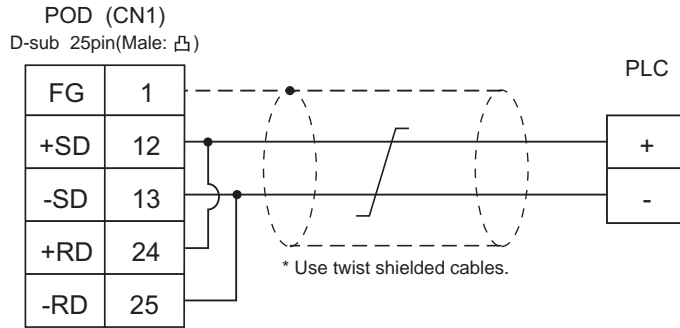 POD (CN1)
D-sub 25pin(Male: 凸)
PLC
FG 1
+SD 12
-SD 13
+RD 24
-RD 25
+
-
* Use twist shielded cables.